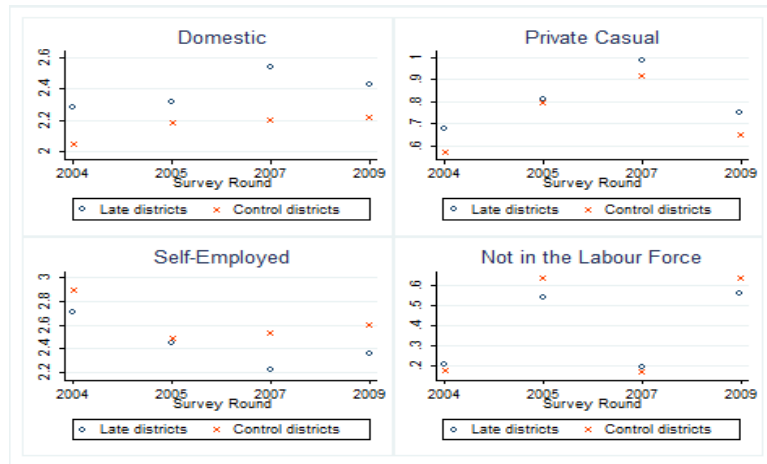 Domestic
2.6
2.4
2.2
2
2004 2005 2007 2009
Survey Round
Late districts Control districts
Private Casual
1
.9
.8
.7
.6
2004 2005 2007 2009
Survey Round
Late districts Control districts
Self-Employed
3
2.8
2.6
2.4
2.2
2004 2005 2007 2009
Survey Round
Late districts Control districts
Not in the Labour Force
.6
.5
.4
.3
.2
2004 2005 2007 2009
Survey Round
Late districts Control districts